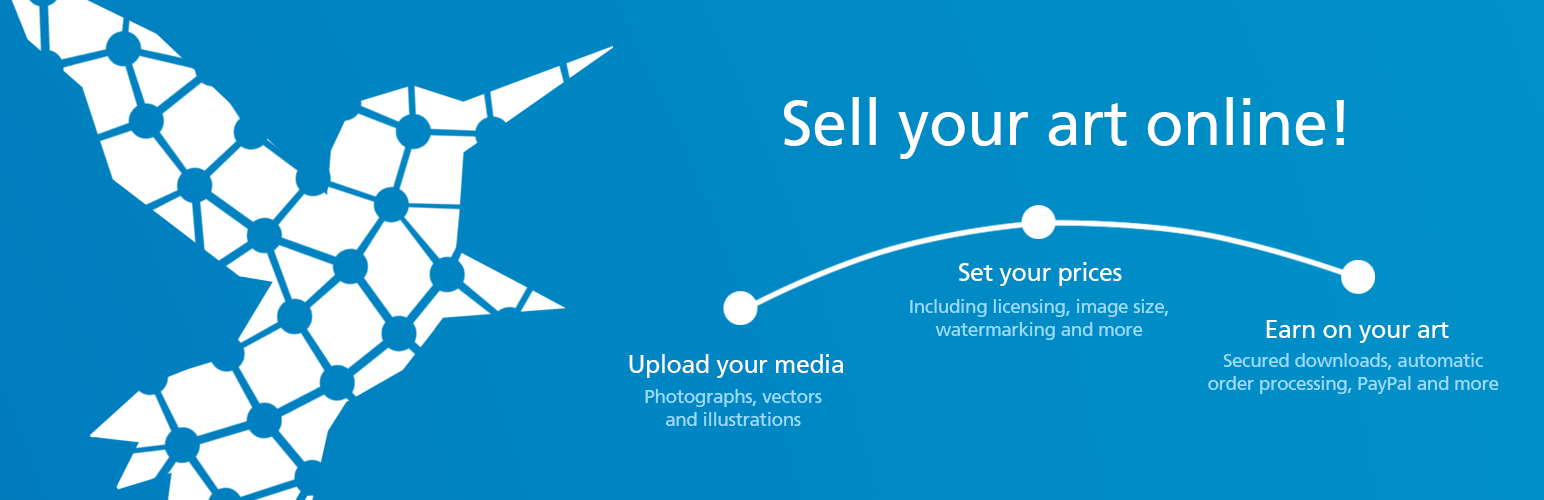 Sell your art online!
Upload your media
Photographs, vectors
and illustrations
Set your prices
Including licensing, image size,
watermarking and more
Earn on your art
Secured downloads, automatic
order processing, PayPal and more